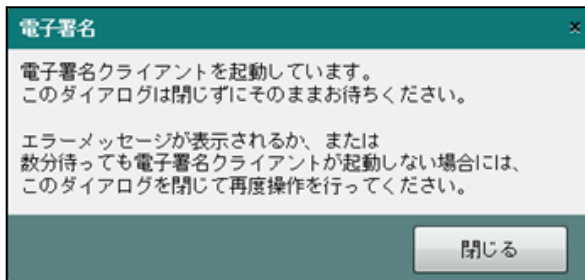 電子署名
×
電子署名クライアントを起動しています。
このダイアログは閉じずにそのままお待ちください。
エラーメッセージが表示されるか、または
数分待っても電子署名クライアントが起動しない場合には、
このダイアログを閉じて再度操作を行ってください。
閉じる